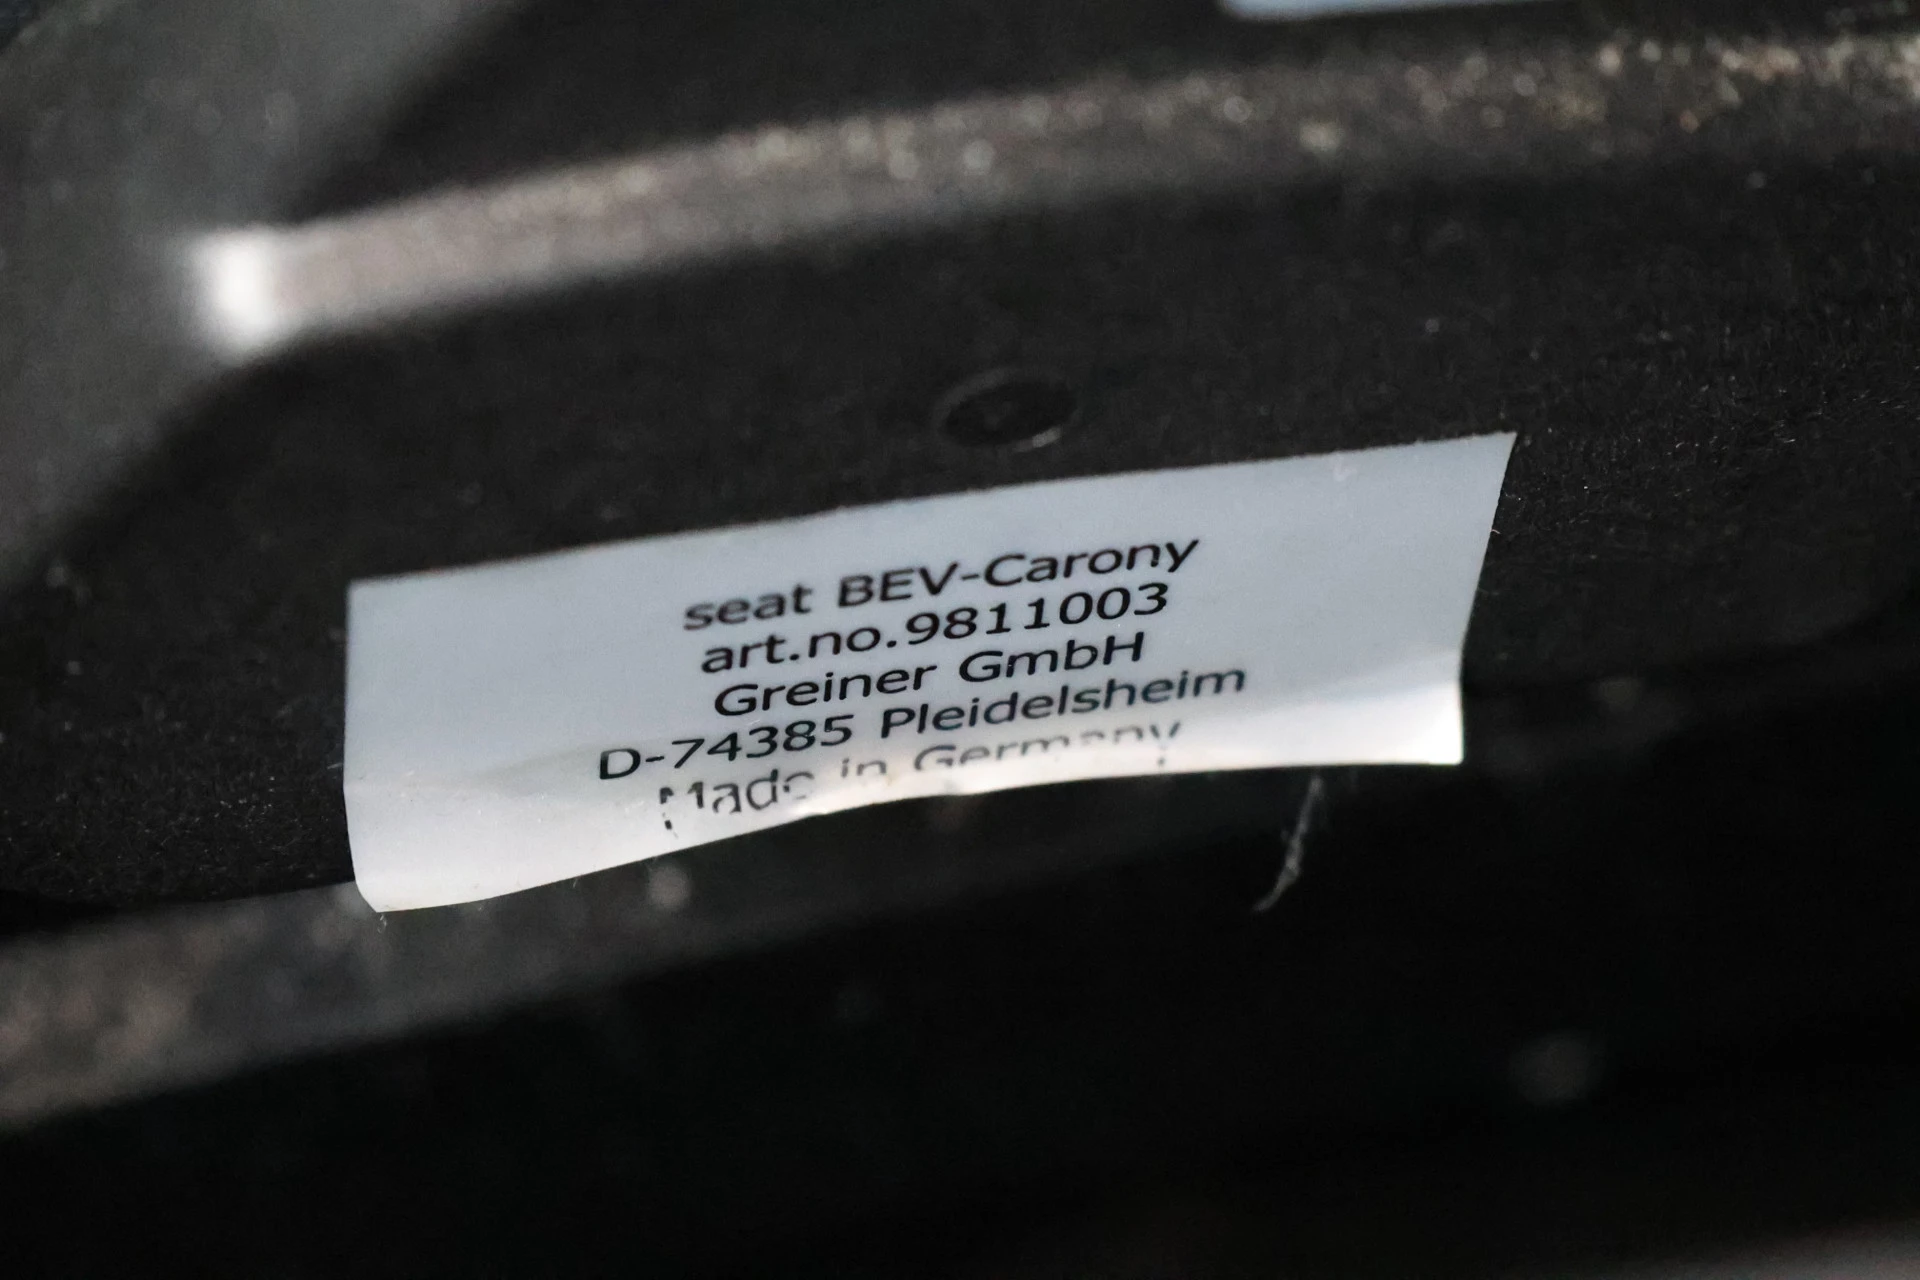 seat BEV-Carony
art.no.9811003
Greiner GmbH
D-74385 Pleidelsheim
Made in Germany